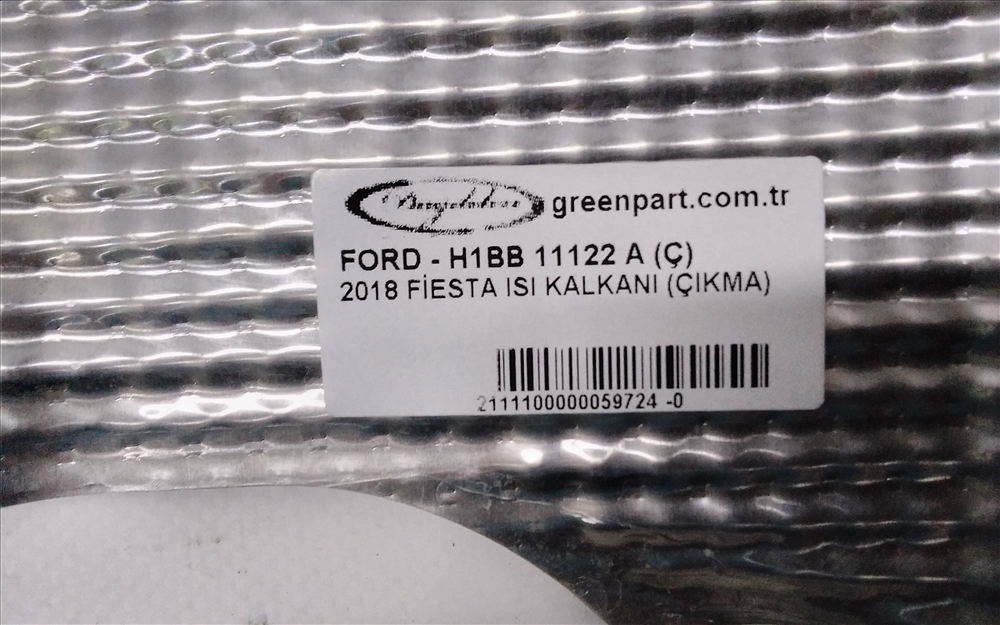 greenpart.com.tr
FORD - H1BB 11122 A (Ç)
2018 FİESTA ISI KALKANI (ÇIKMA)
2111100000059724 -0